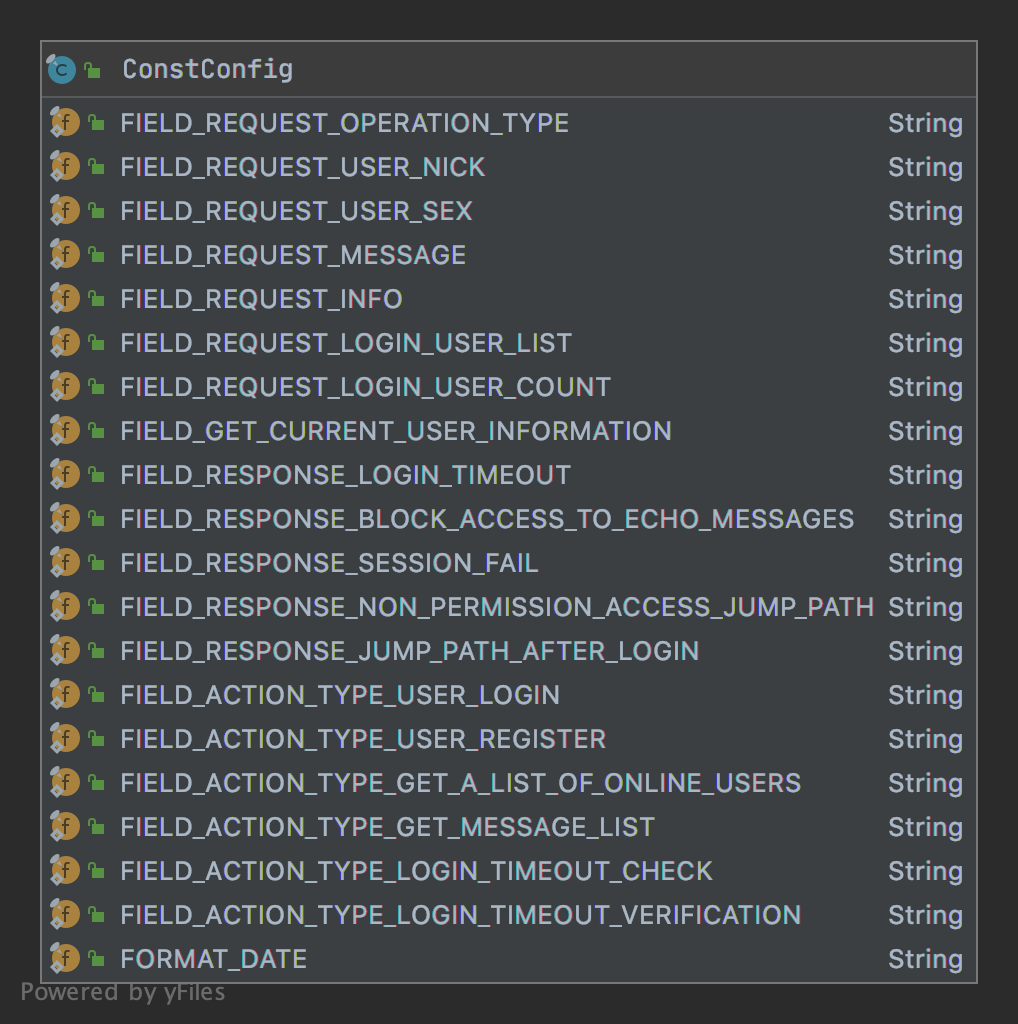 ConstConfig
FIELD_REQUEST_OPERATION_TYPE String
FIELD_REQUEST_USER_NICK String
FIELD_REQUEST_USER_SEX String
FIELD_REQUEST_MESSAGE String
FIELD_REQUEST_INFO String
FIELD_REQUEST_LOGIN_USER_LIST String
FIELD_REQUEST_LOGIN_USER_COUNT String
FIELD_GET_CURRENT_USER_INFORMATION String
FIELD_RESPONSE_LOGIN_TIMEOUT String
FIELD_RESPONSE_BLOCK_ACCESS_TO_ECHO_MESSAGES String
FIELD_RESPONSE_SESSION_FAIL String
FIELD_RESPONSE_NON_PERMISSION_ACCESS_JUMP_PATH String
FIELD_RESPONSE_JUMP_PATH_AFTER_LOGIN String
FIELD_ACTION_TYPE_USER_LOGIN String
FIELD_ACTION_TYPE_USER_REGISTER String
FIELD_ACTION_TYPE_GET_A_LIST_OF_ONLINE_USERS String
FIELD_ACTION_TYPE_GET_MESSAGE_LIST String
FIELD_ACTION_TYPE_LOGIN_TIMEOUT_CHECK String
FIELD_ACTION_TYPE_LOGIN_TIMEOUT_VERIFICATION String
FORMAT_DATE String
Powered by yFiles